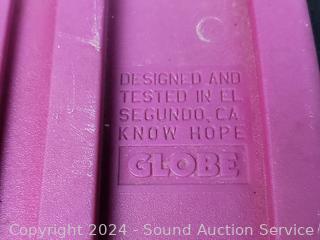 DESIGNED AND
TESTED IN EL
SEGUNDO, CA
KNOW HOPE
GLOBE
Copyright 2024 - Sound Auction Service